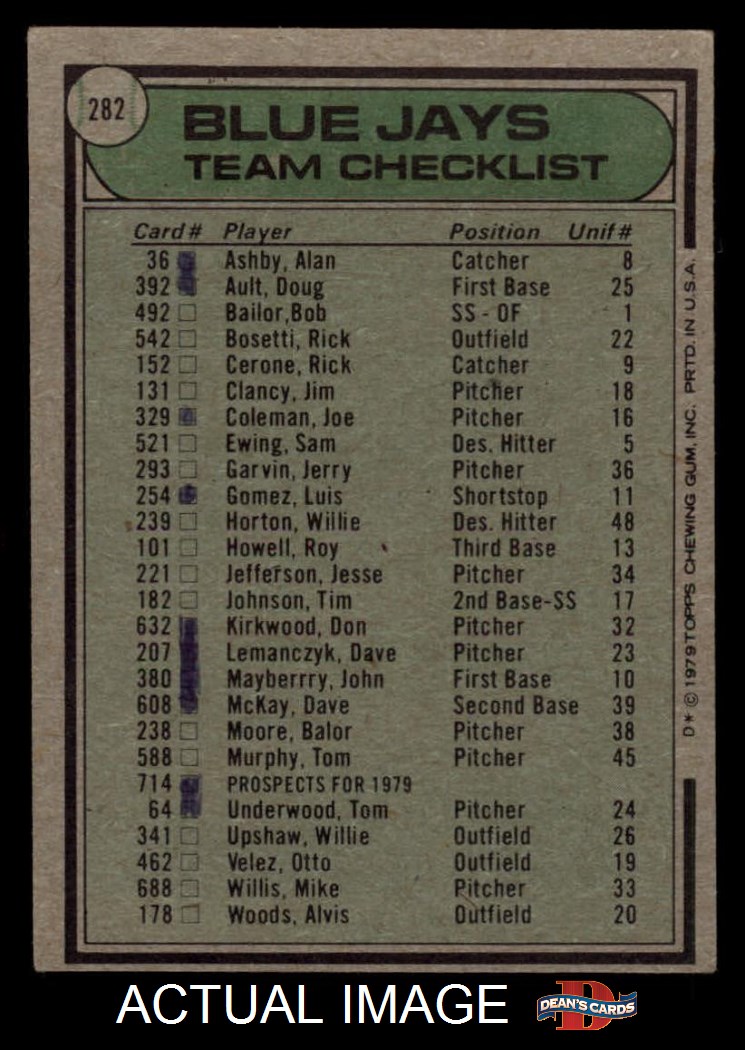 282
BLUE JAYS
TEAM CHECKLIST
Card # Player Position Unif #
36 Ashby, Alan Catcher 8
392 Ault, Doug First Base 25
492 Bailor,Bob SS - OF 1
542 Bosetti, Rick Outfield 22
152 Cerone, Rick Catcher 9
131 Clancy, Jim Pitcher 18
329 Coleman, Joe Pitcher 16
521 Ewing, Sam Des. Hitter 5
293 Garvin, Jerry Pitcher 36
254 Gomez, Luis Shortstop 11
239 Horton, Willie Des. Hitter 48
101 Howell, Roy Third Base 13
221 Jefferson, Jesse Pitcher 34
182 Johnson, Tim 2nd Base-SS 17
632 Kirkwood, Don Pitcher 32
207 Lemanczyk, Dave Pitcher 23
380 Mayberrry, John First Base 10
608 McKay, Dave Second Base 39
238 Moore, Balor Pitcher 38
588 Murphy, Tom Pitcher 45
714 PROSPECTS FOR 1979
64 Underwood, Tom Pitcher 24
341 Upshaw, Willie Outfield 26
462 Velez, Otto Outfield 19
688 Willis, Mike Pitcher 33
178 Woods, Alvis Outfield 20
D* © 1979 TOPPS CHEWING GUM, INC. PRTD. IN U.S.A.
ACTUAL IMAGE
DEAN'S CARDS